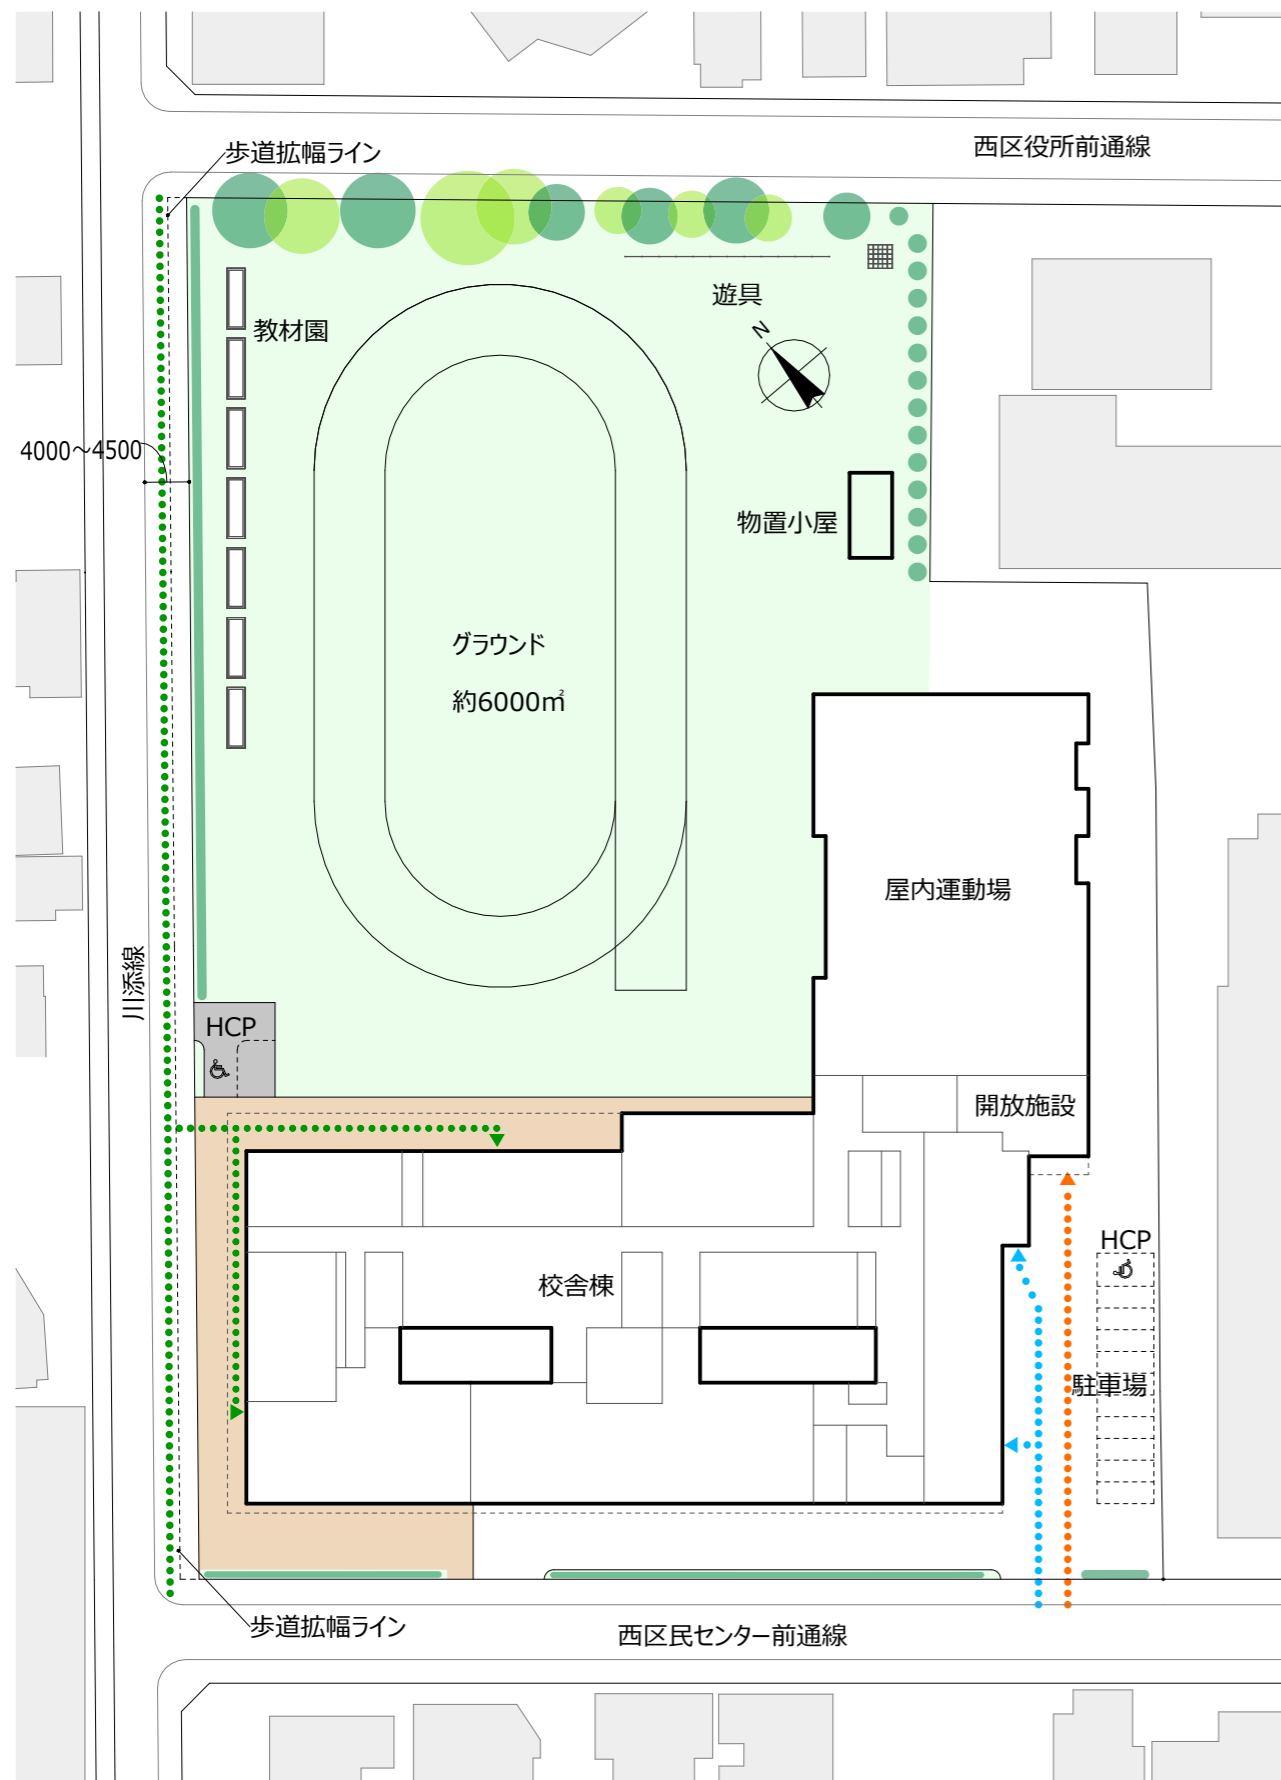 西区役所前通線
歩道拡幅ライン
遊具
N
教材園
4000～4500
物置小屋
グラウンド
約6000㎡
屋内運動場
川添線
HCP
開放施設
HCP
校舎棟
駐車場
歩道拡幅ライン
西区民センター前通線